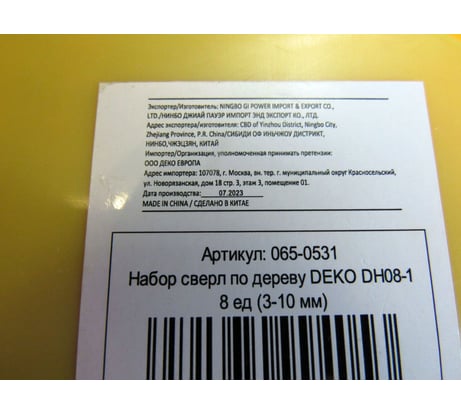 Экспортер/Изготовитель: NINGBO GI POWER IMPORT & EXPORT CO.,
LTD./НИНБО ДЖИАЙ ПАУЭР ИМПОРТ ЭНД ЭКСПОРТ КО., ЛТД.
Адрес экспортера/изготовителя: CBD of Yinzhou District, Ningbo City,
Zhejiang Province, P.R. China/СИБИДИ ОФ ИНЬЧЖОУ ДИСТРИКТ,
НИНБО,ЧЖЭЦЗЯН, КИТАЙ
Импортер/Организация, уполномоченная принимать претензии:
ООО ДЕКО ЕВРОПА
Адрес импортера: 107078, г. Москва, вн. тер. г. муниципальный округ Красносельский,
ул. Новорязанская, дом 18 стр. 3, этаж 3, помещение 01.
Дата производства: 07.2023
MADE IN CHINA / СДЕЛАНО В КИТАЕ
Артикул: 065-0531
Набор сверл по дереву DEKO DH08-1
8 ед (3-10 мм)